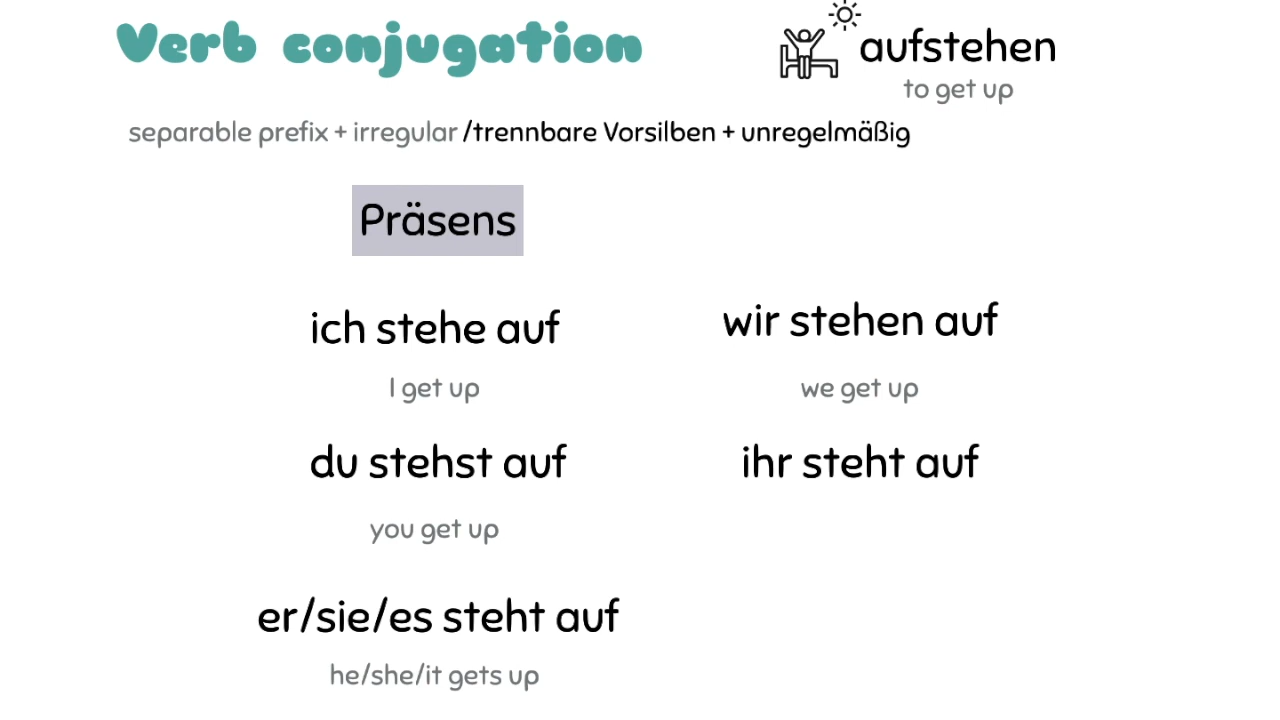 Verb conjugation
aufstehen
to get up
separable prefix + irregular /trennbare Vorsilben + unregelmäßig
Präsens
ich stehe auf
I get up
du stehst auf
you get up
er/sie/es steht auf
he/she/it gets up
wir stehen auf
we get up
ihr steht auf